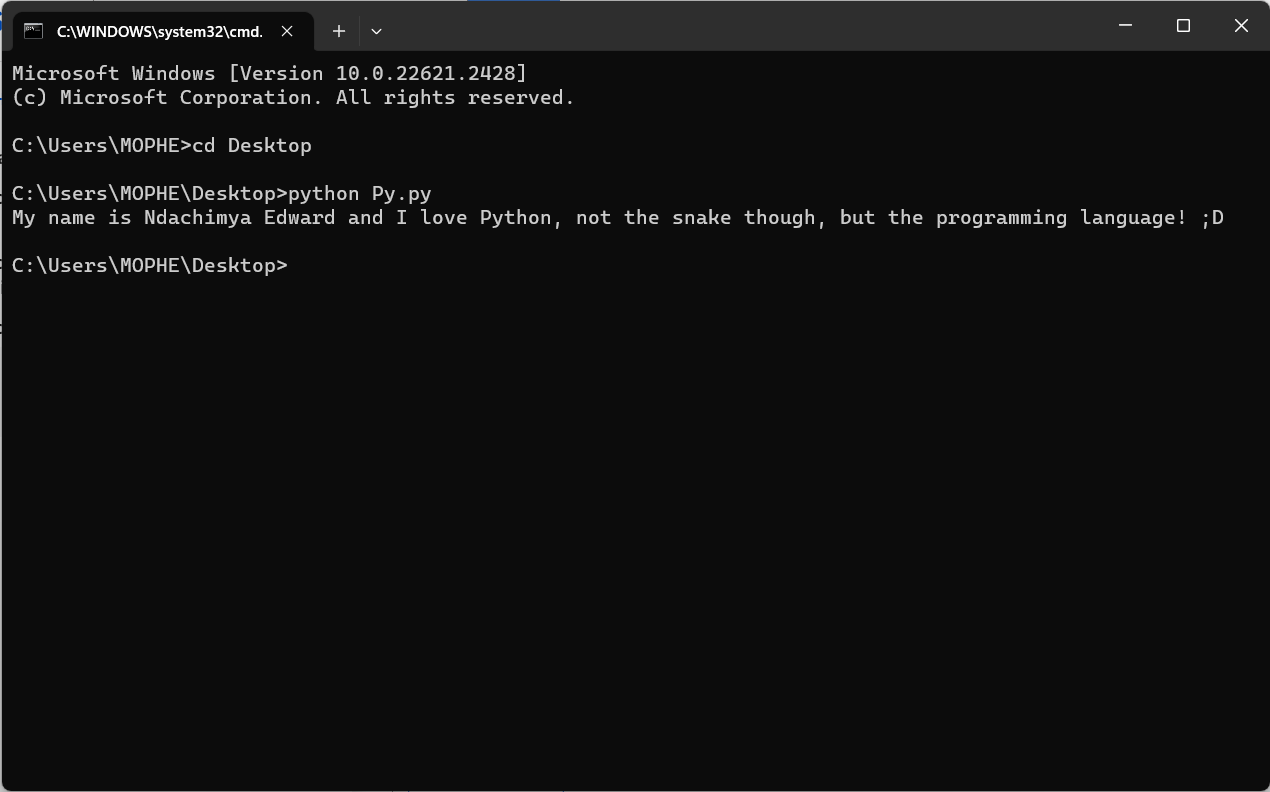 C:\WINDOWS\system32\cmd.
Microsoft Windows [Version 10.0.22621.2428]
(c) Microsoft Corporation. All rights reserved.
C:\Users\MOPHE>cd Desktop
C:\Users\MOPHE\Desktop>python Py.py
My name is Ndachimya Edward and I love Python, not the snake though, but the programming language! ;D
C:\Users\MOPHE\Desktop>